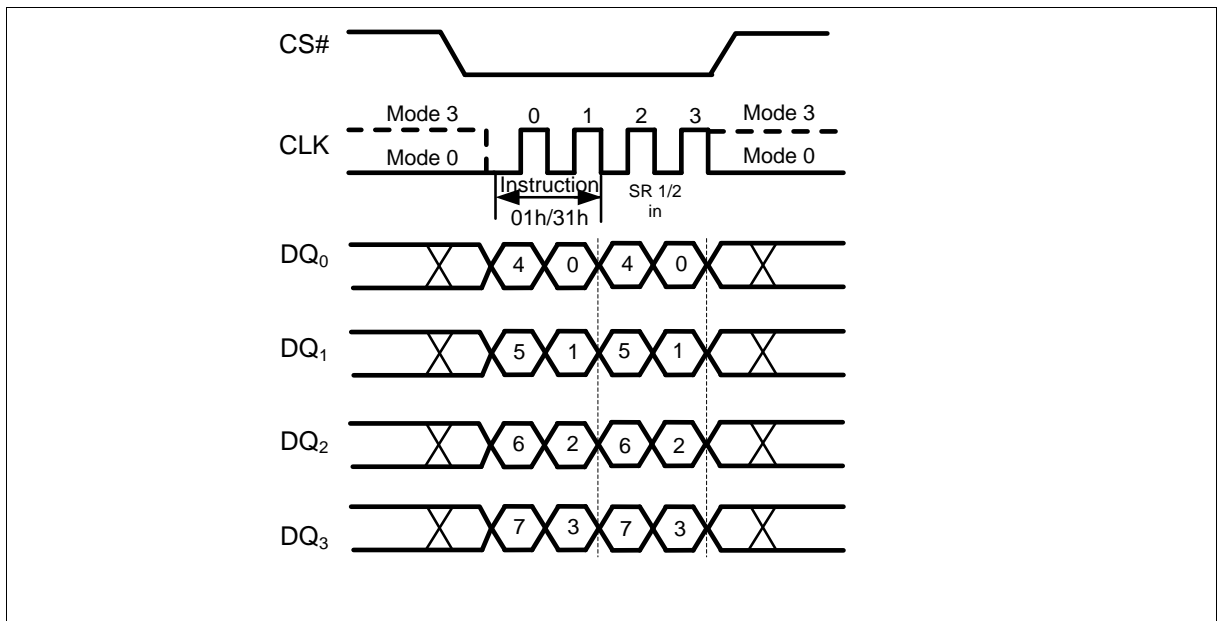 CS#
Mode 3 0 1 2 3 Mode 3
CLK
Mode 0 Mode 0
Instruction SR 1/2
01h/31h in
DQ0 4 0 4 0
DQ1 5 1 5 1
DQ2 6 2 6 2
DQ3 7 3 7 3